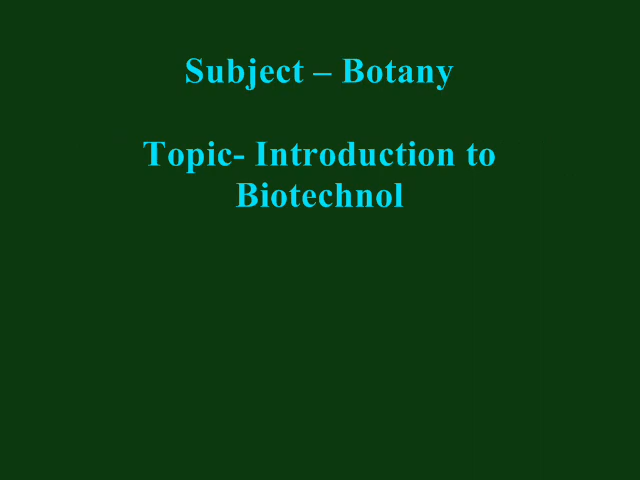 Subject – Botany
Topic- Introduction to
Biotechnol